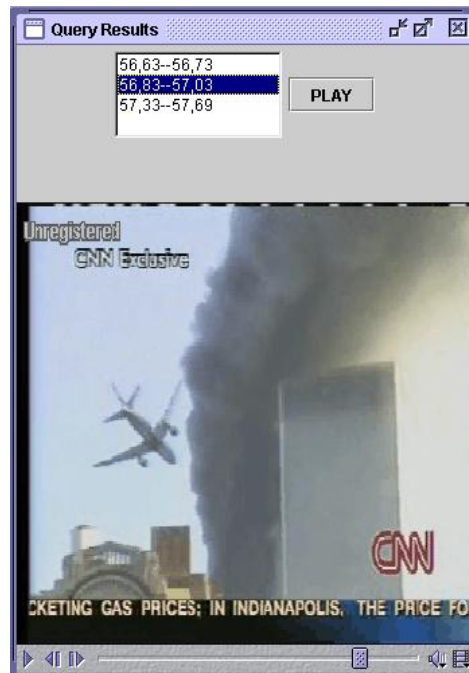 Query Results
56,63--56,73
56,83--57,03
57,33--57,69
PLAY
Unregistered
CNN Exclusive
CNN
CKETING GAS PRICES; IN INDIANAPOLIS, THE PRICE FO